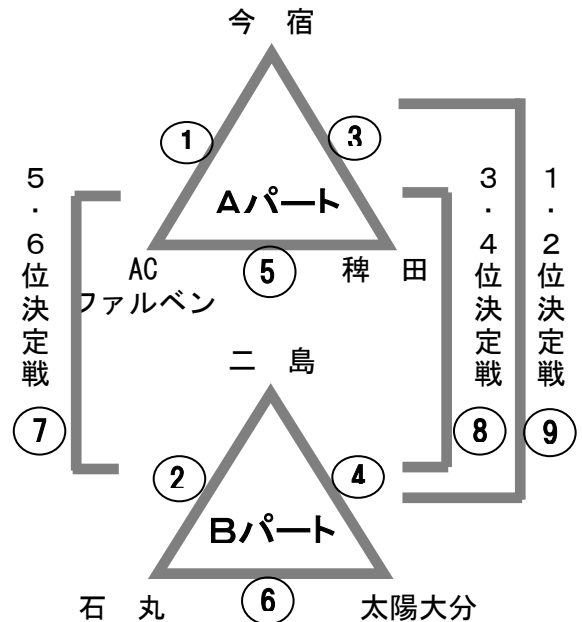 今 宿
①
③
Aパート
AC
ファルベン
⑤
稗 田
5・6位決定戦
⑦
3・4位決定戦
⑧
1・2位決定戦
⑨
二 島
②
④
Bパート
石 丸
⑥
太陽大分